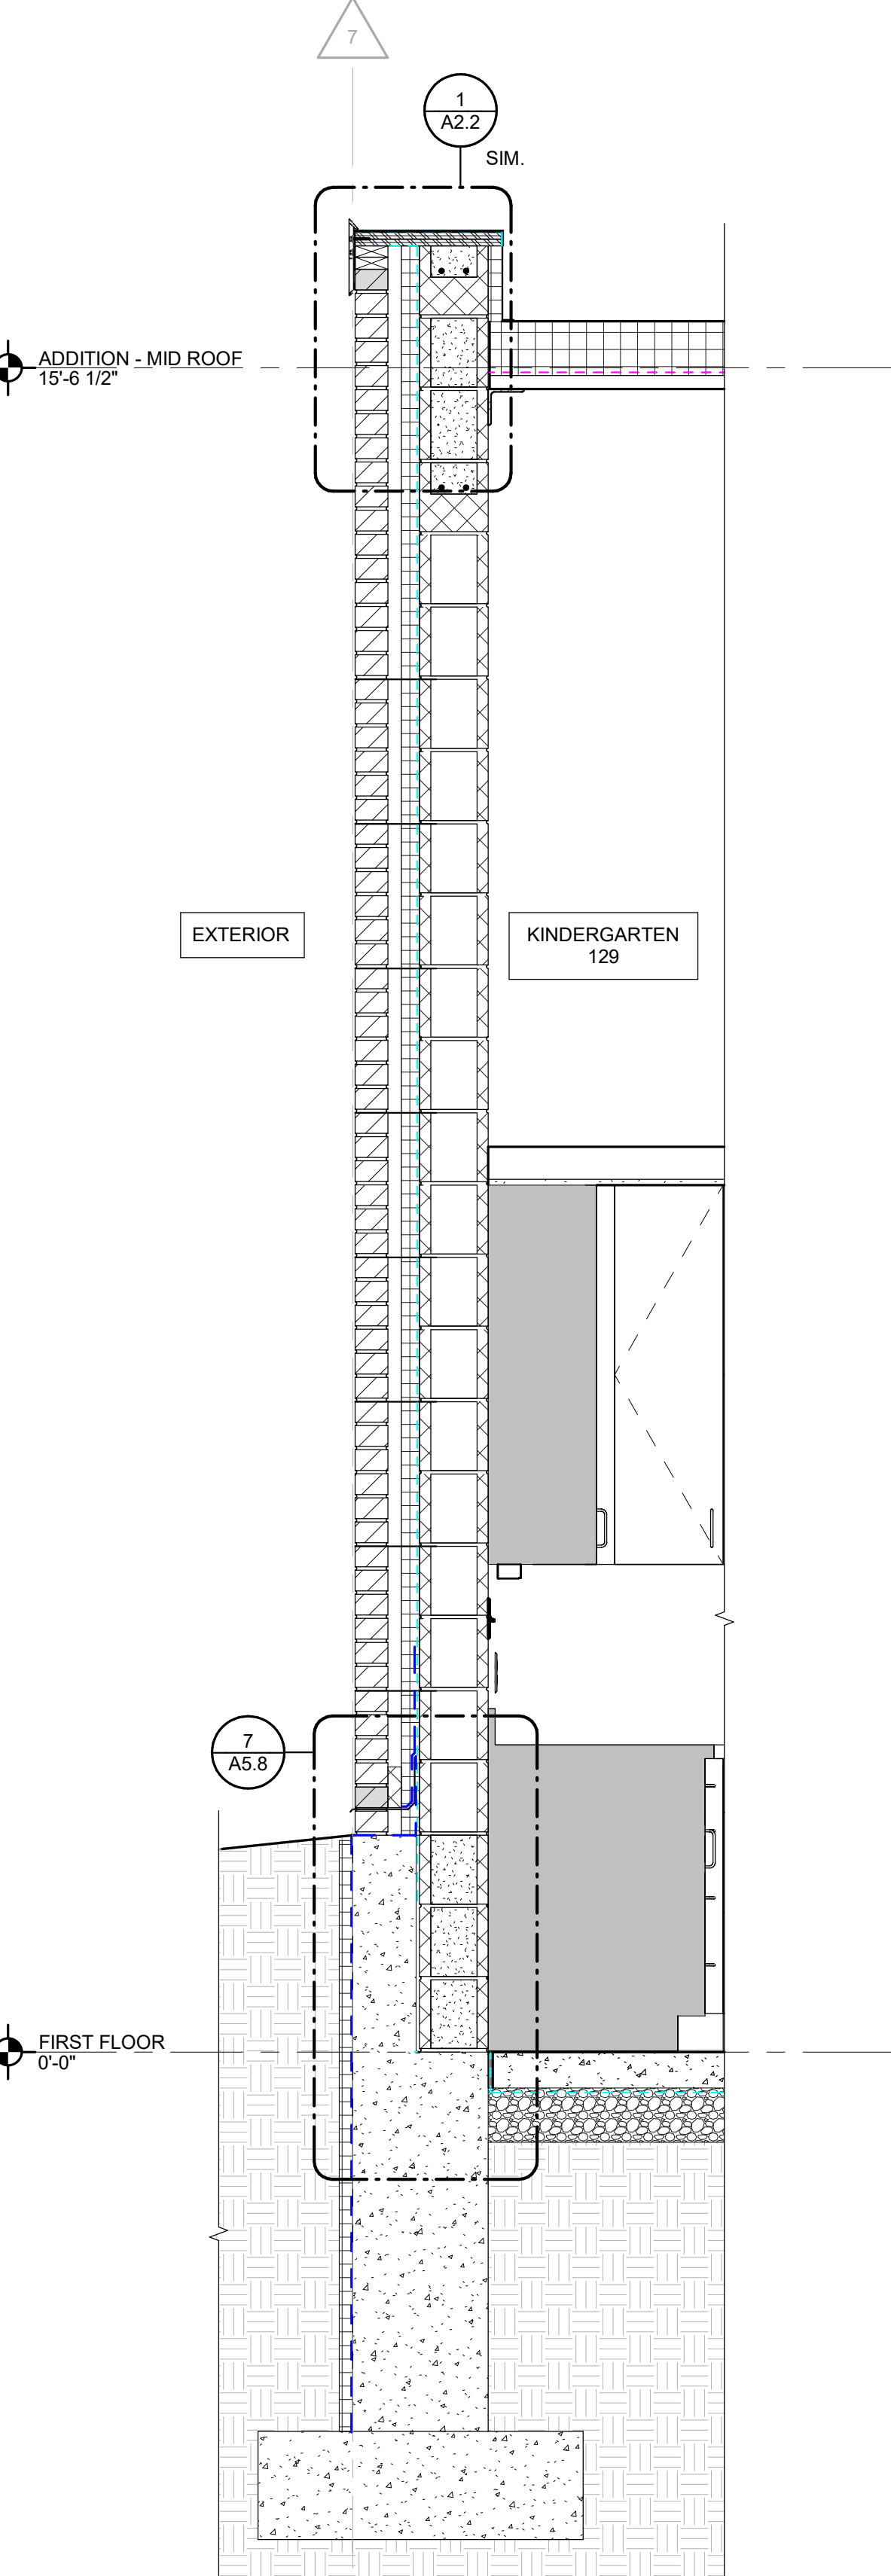 7
1
A2.2
SIM.
ADDITION - MID ROOF
15'-6 1/2"
EXTERIOR
KINDERGARTEN
129
7
A5.8
FIRST FLOOR
0'-0"